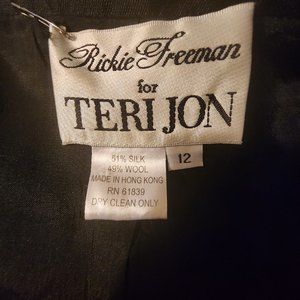 Rickie Freeman
for
TERI JON
51% SILK
49% WOOL
MADE IN HONG KONG
RN 61839
DRY CLEAN ONLY
12